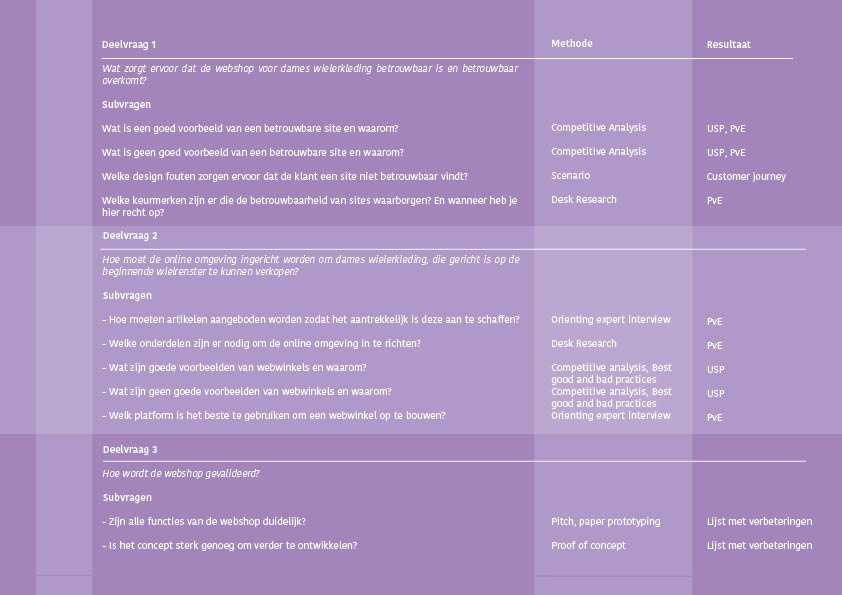 Deelvraag 1 Methode Resultaat
Wat zorgt ervoor dat de webshop voor dames wielerkleding betrouwbaar is en betrouwbaar
overkomt?
Subvragen
Wat is een goed voorbeeld van een betrouwbare site en waarom? Competitive Analysis USP, PvE
Wat is geen goed voorbeeld van een betrouwbare site en waarom? Competitive Analysis USP, PvE
Welke design fouten zorgen ervoor dat de klant een site niet betrouwbaar vindt? Scenario Customer journey
Welke keurmerken zijn er die de betrouwbaarheid van sites waarborgen? En wanneer heb je Desk Research PvE
hier recht op?
Deelvraag 2
Hoe moet de online omgeving ingericht worden om dames wielerkleding, die gericht is op de
beginnende wielrenster te kunnen verkopen?
Subvragen
- Hoe moeten artikelen aangeboden worden zodat het aantrekkelijk is deze aan te schaffen? Orienting expert interview PvE
- Welke onderdelen zijn er nodig om de online omgeving in te richten? Desk Research PvE
- Wat zijn goede voorbeelden van webwinkels en waarom? Competitive analysis, Best USP
good and bad practices
- Wat zijn geen goede voorbeelden van webwinkels en waarom? Competitive analysis, Best USP
good and bad practices
- Welk platform is het beste te gebruiken om een webwinkel op te bouwen? Orienting expert interview PvE
Deelvraag 3
Hoe wordt de webshop gevalideerd?
Subvragen
- Zijn alle functies van de webshop duidelijk? Pitch, paper prototyping Lijst met verbeteringen
- Is het concept sterk genoeg om verder te ontwikkelen? Proof of concept Lijst met verbeteringen